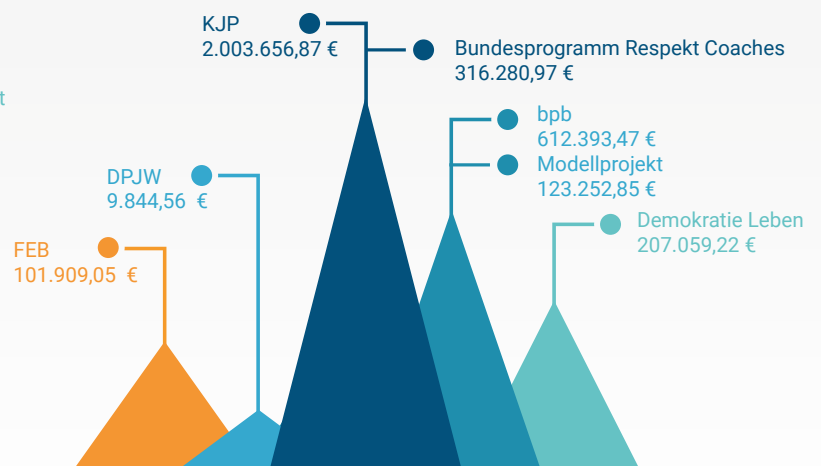 KJP
2.003.656,87 €
Bundesprogramm Respekt Coaches
316.280,97 €
t
bpb
612.393,47 €
Modellprojekt
123.252,85 €
DPJW
9.844,56 €
Demokratie Leben
207.059,22 €
FEB
101.909,05 €